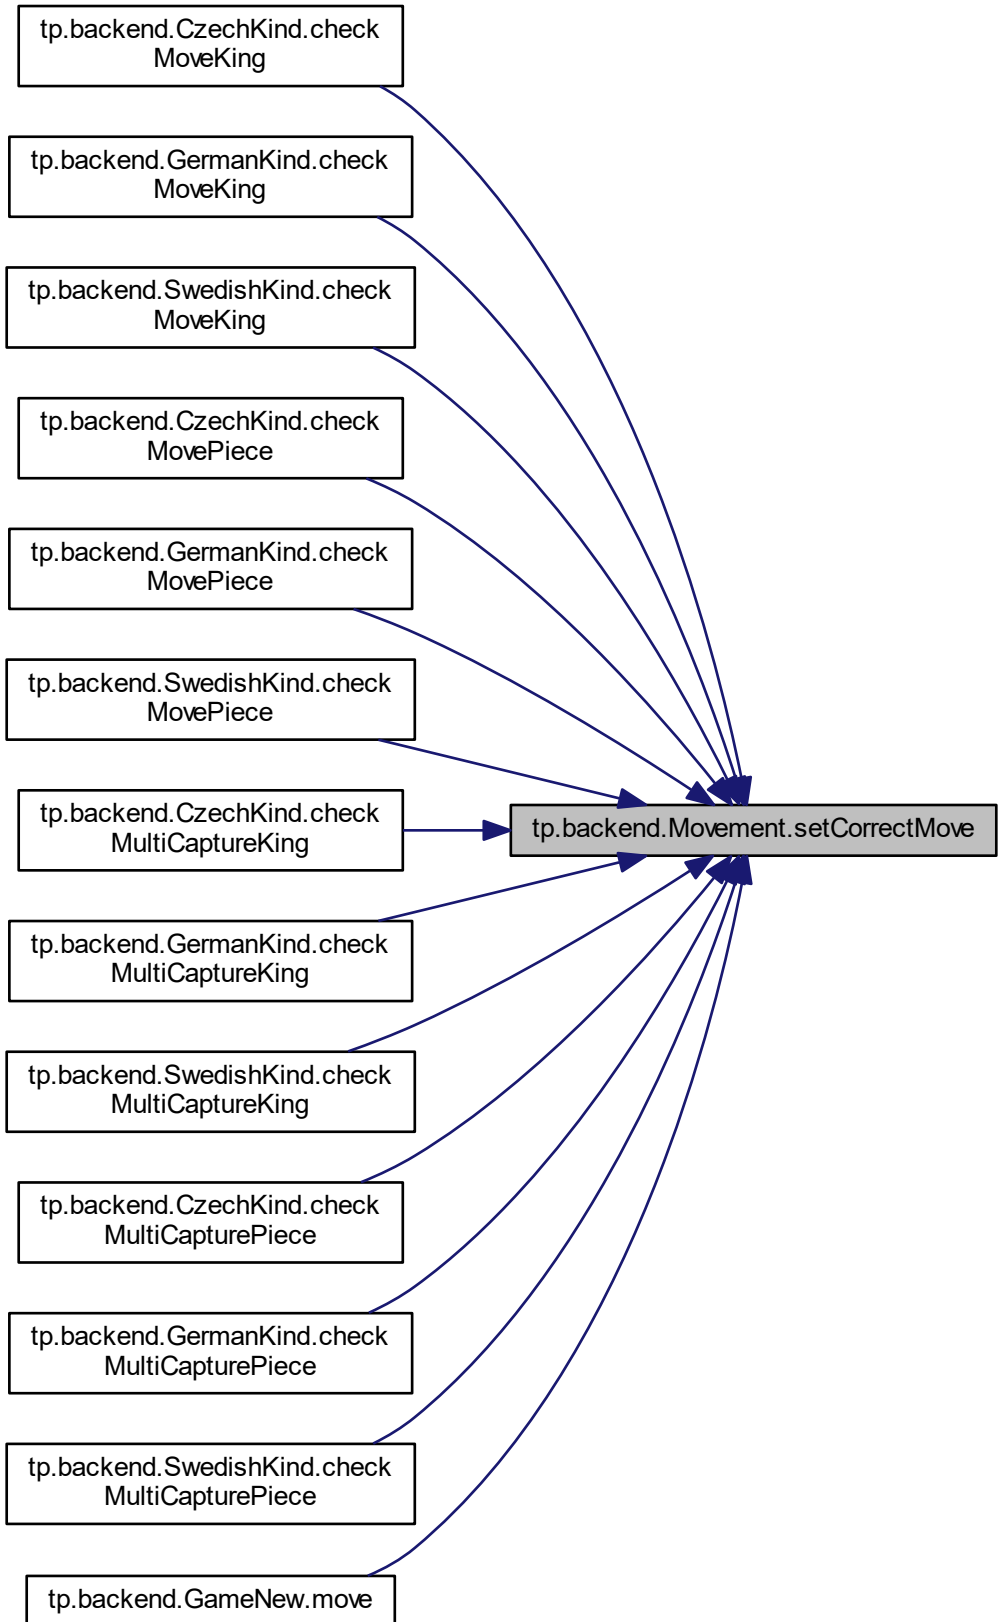 tp.backend.CzechKind.check
MoveKing
tp.backend.GermanKind.check
MoveKing
tp.backend.SwedishKind.check
MoveKing
tp.backend.CzechKind.check
MovePiece
tp.backend.GermanKind.check
MovePiece
tp.backend.SwedishKind.check
MovePiece
tp.backend.CzechKind.check
MultiCaptureKing
tp.backend.Movement.setCorrectMove
tp.backend.GermanKind.check
MultiCaptureKing
tp.backend.SwedishKind.check
MultiCaptureKing
tp.backend.CzechKind.check
MultiCapturePiece
tp.backend.GermanKind.check
MultiCapturePiece
tp.backend.SwedishKind.check
MultiCapturePiece
tp.backend.GameNew.move